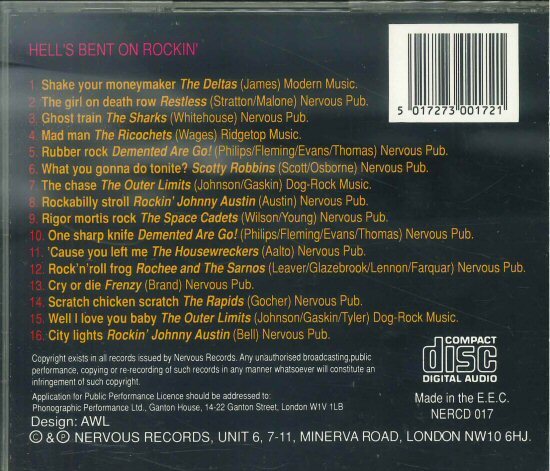 HELL'S BENT ON ROCKIN'
5 017273 001721
1. Shake your moneymaker The Deltas (James) Modern Music.
2. The girl on death row Restless (Stratton/Malone) Nervous Pub.
3. Ghost train The Sharks (Whitehouse) Nervous Pub.
4. Mad man The Ricochets (Wages) Ridgetop Music.
5. Rubber rock Demented Are Go! (Philips/Fleming/Evans/Thomas) Nervous Pub.
6. What you gonna do tonite? Scotty Robbins (Scott/Osborne) Nervous Pub.
7. The chase The Outer Limits (Johnson/Gaskin) Dog-Rock Music.
8. Rockabilly stroll Rockin' Johnny Austin (Austin) Nervous Pub.
9. Rigor mortis rock The Space Cadets (Wilson/Young) Nervous Pub.
10. One sharp knife Demented Are Go! (Philips/Fleming/Evans/Thomas) Nervous Pub.
11. 'Cause you left me The Housewreckers (Aalto) Nervous Pub.
12. Rock'n'roll frog Rochee and The Sarnos (Leaver/Glazebrook/Lennon/Farquar) Nervous Pub.
13. Cry or die Frenzy (Brand) Nervous Pub.
14. Scratch chicken scratch The Rapids (Gocher) Nervous Pub.
15. Well I love you baby The Outer Limits (Johnson/Gaskin/Tyler) Dog-Rock Music.
16. City lights Rockin' Johnny Austin (Bell) Nervous Pub.
Copyright exists in all records issued by Nervous Records. Any unauthorised broadcasting,public
performance, copying or re-recording of such records in any manner whatsoever will constitute an
infringement of such copyright.
Application for Public Performance Licence should be addressed to:
Phonographic Performance Ltd., Ganton House, 14-22 Ganton Street, London W1V 1LB
Design: AWL
© & ℗ NERVOUS RECORDS, UNIT 6, 7-11, MINERVA ROAD, LONDON NW10 6HJ.
COMPACT
disc
DIGITAL AUDIO
Made in the E.E.C.
NERCD 017